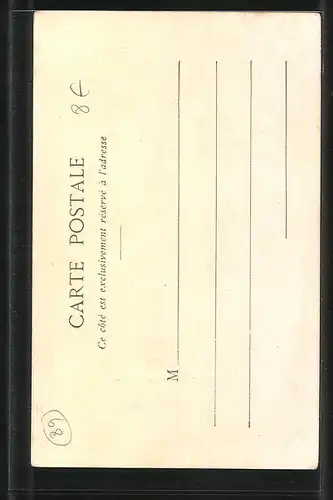 8 €
CARTE POSTALE
Ce côté est exclusivement réservé à l'adresse
M
89